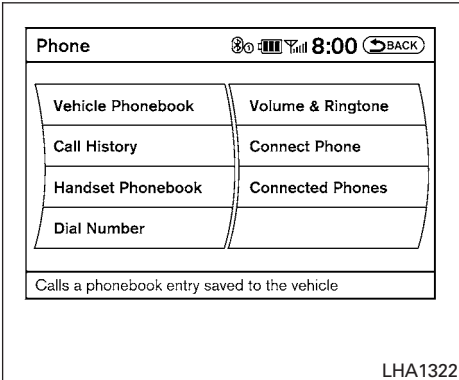 Phone 8:00 BACK
Vehicle Phonebook
Call History
Handset Phonebook
Dial Number
Volume & Ringtone
Connect Phone
Connected Phones
Calls a phonebook entry saved to the vehicle
LHA1322